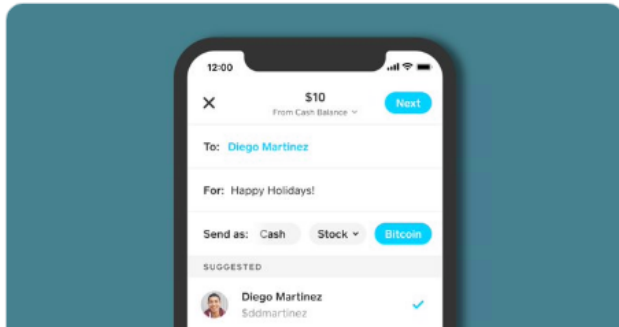 12:00
$10
Next
From Cash Balance
To: Diego Martinez
For: Happy Holidays!
Send as: Cash Stock Bitcoin
SUGGESTED
Diego Martinez
$ddmartinez